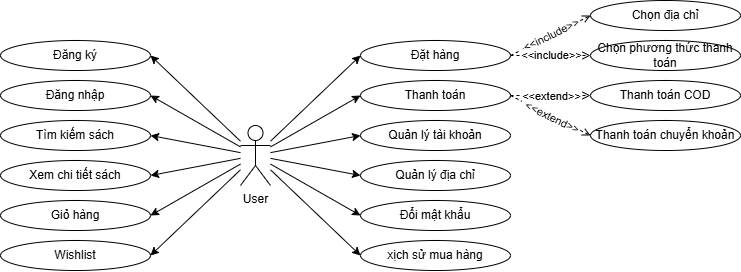 Đăng ký
Đăng nhập
Tìm kiếm sách
Xem chi tiết sách
Giỏ hàng
Wishlist
User
Đặt hàng
Thanh toán
Quản lý tài khoản
Quản lý địa chỉ
Đổi mật khẩu
xịch sử mua hàng
<<include>>
<<include>>
<<extend>>
<<extend>>
Chọn địa chỉ
Chọn phương thức thanh
toán
Thanh toán COD
Thanh toán chuyển khoản